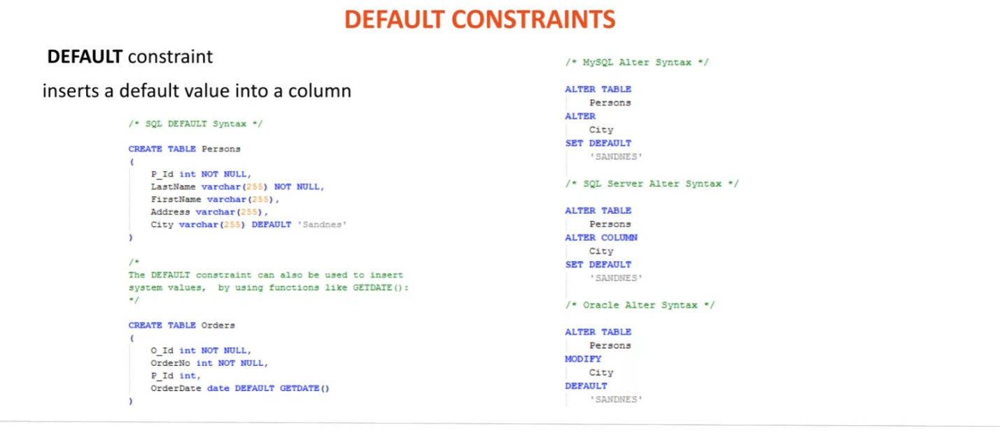 DEFAULT CONSTRAINTS
DEFAULT constraint
inserts a default value into a column
/* SQL DEFAULT Syntax */
CREATE TABLE Persons
(
P_Id int NOT NULL,
LastName varchar(255) NOT NULL,
FirstName varchar(255),
Address varchar(255),
City varchar(255) DEFAULT 'Sandnes'
)
/*
The DEFAULT constraint can also be used to insert
system values, by using functions like GETDATE():
*/
CREATE TABLE Orders
(
O_Id int NOT NULL,
OrderNo int NOT NULL,
P_Id int,
OrderDate date DEFAULT GETDATE()
)
/* MySQL Alter Syntax */
ALTER TABLE
Persons
ALTER
City
SET DEFAULT
'SANDNES'
/* SQL Server Alter Syntax */
ALTER TABLE
Persons
ALTER COLUMN
City
SET DEFAULT
'SANDNES'
/* Oracle Alter Syntax */
ALTER TABLE
Persons
MODIFY
City
DEFAULT
'SANDNES'